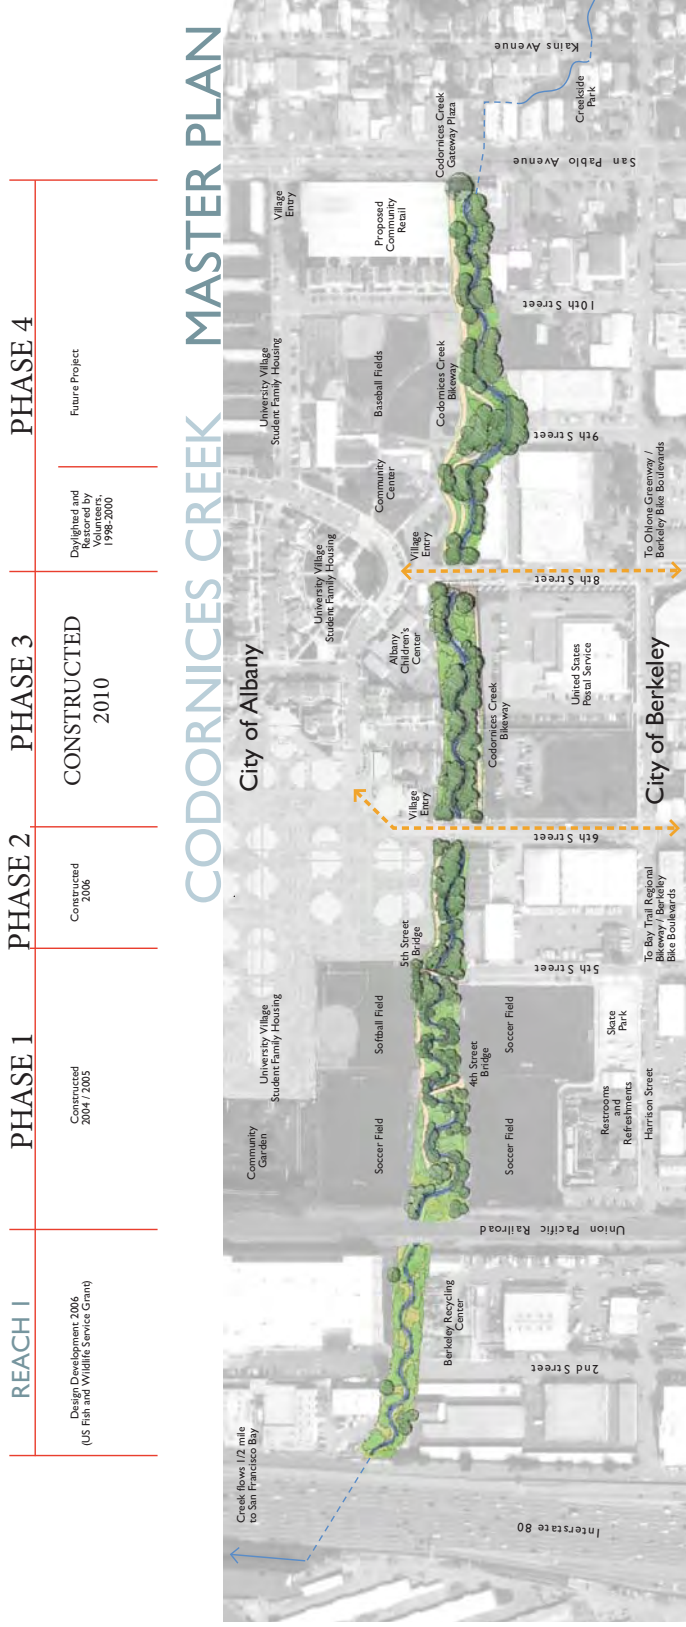 CODORNICES CREEK MASTER PLAN
REACH 1
Design Development 2006
(US Fish and Wildlife Service Grant)
PHASE 1
Constructed
2004 / 2005
PHASE 2
Constructed
2006
PHASE 3
CONSTRUCTED
2010
PHASE 4
Daylighted and
Restored by
Volunteers,
1998-2000
Future Project
City of Albany
Creek flows 1/2 mile
to San Francisco Bay
Interstate 80
2nd Street
Berkeley Recycling
Center
Union Pacific Railroad
Community
Garden
University Village
Student Family Housing
Soccer Field
Softball Field
Soccer Field
Soccer Field
4th Street
Bridge
5th Street
Bridge
Restrooms
and
Refreshments
Skate
Park
Harrison Street
5th Street
To Bay Trail Regional
Bikeway / Berkeley
Bike Boulevards
6th Street
Village
Entry
Codornices Creek
Bikeway
United States
Postal Service
City of Berkeley
Albany
Children's
Center
University Village
Student Family Housing
8th Street
Village
Entry
To Ohlone Greenway /
Berkeley Bike Boulevards
Community
Center
9th Street
University Village
Student Family Housing
Baseball Fields
Codornices Creek
Bikeway
10th Street
Village
Entry
Proposed
Community
Retail
Codornices Creek
Gateway Plaza
San Pablo Avenue
Creekside
Park
Kains Avenue